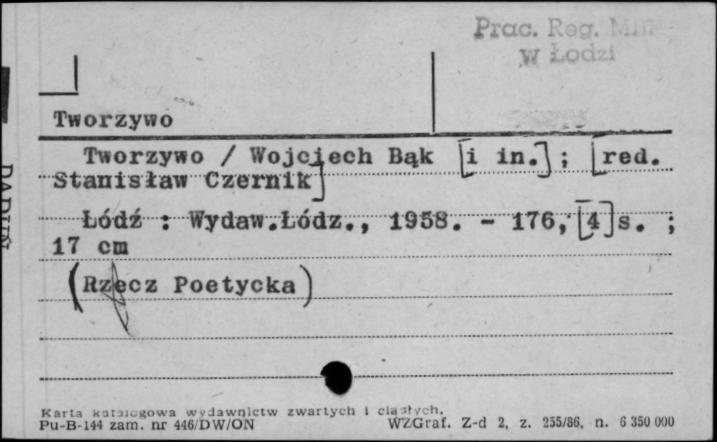 Prac. Reg.
w Łodzi
Tworzywo
Tworzywo / Wojciech Bąk [i in.] ; [red.
Stanisław Czernik]
Łódź : Wydaw.Łódz., 1958. - 176, [4] s. ;
17 cm
(Rzecz Poetycka)
Karta katalogowa wydawnictw zwartych i ciągłych.
Pu-B-144 zam. nr 446/DW/ON WZGraf. Z-d 2, z. 255/86, n. 6 350 000